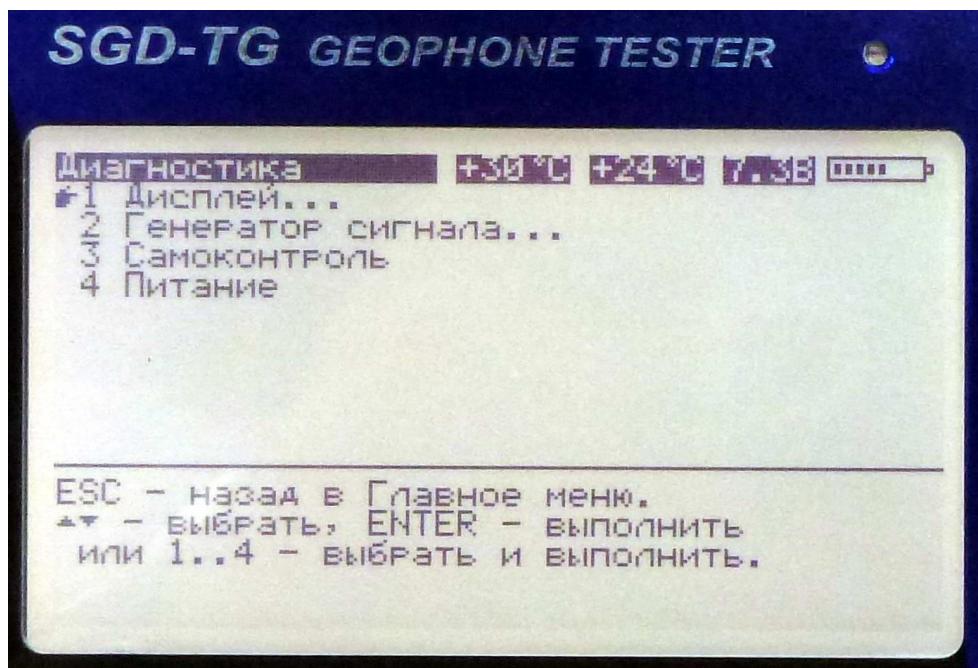 SGD-TG GEOPHONE TESTER
Диагностика +30°C +24°C 7.3В
1 Дисплей...
2 Генератор сигнала...
3 Самоконтроль
4 Питание
ESC - назад в Главное меню.
▲▼ - выбрать, ENTER - выполнить
или 1..4 - выбрать и выполнить.